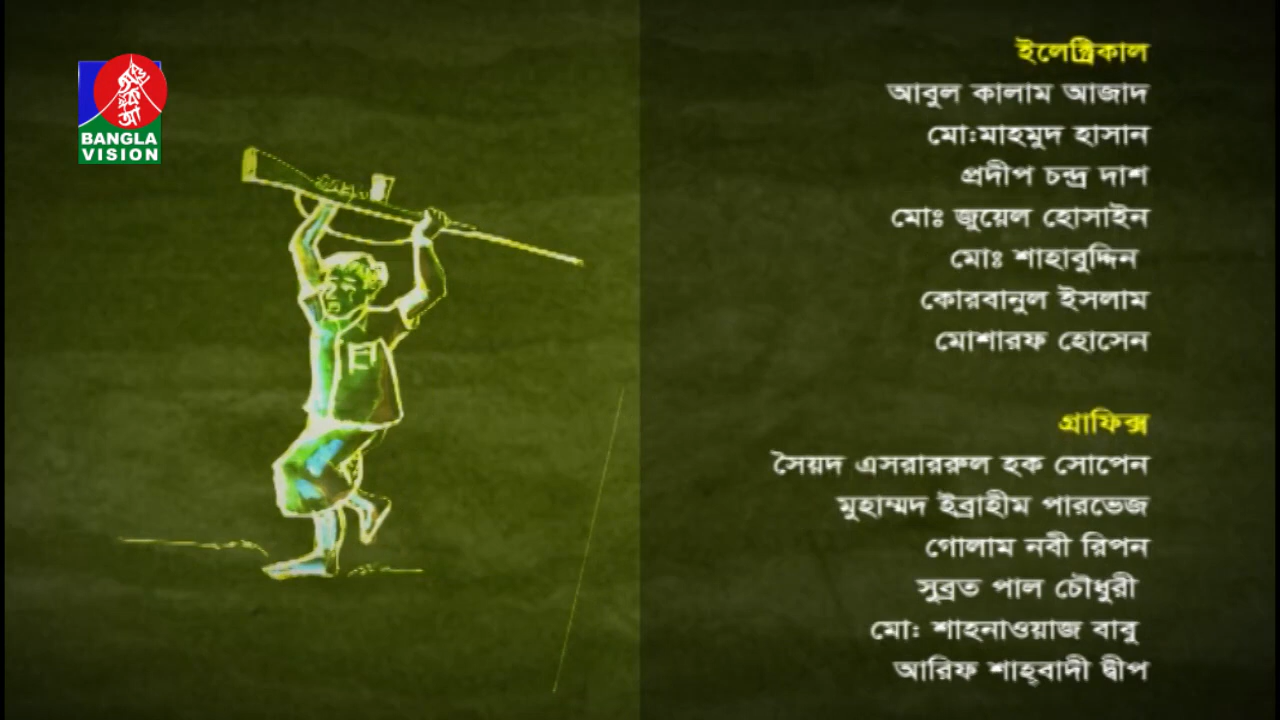 BANGLA
VISION
ইলেক্ট্রিকাল
আবুল কালাম আজাদ
মো:মাহমুদ হাসান
প্রদীপ চন্দ্র দাশ
মোঃ জুয়েল হোসাইন
মোঃ শাহাবুদ্দিন
কোরবানুল ইসলাম
মোশারফ হোসেন
গ্রাফিক্স
সৈয়দ এসরাররুল হক সোপেন
মুহাম্মদ ইব্রাহীম পারভেজ
গোলাম নবী রিপন
সুব্রত পাল চৌধুরী
মো: শাহনাওয়াজ বাবু
আরিফ শাহ্‌বাদী দ্বীপ